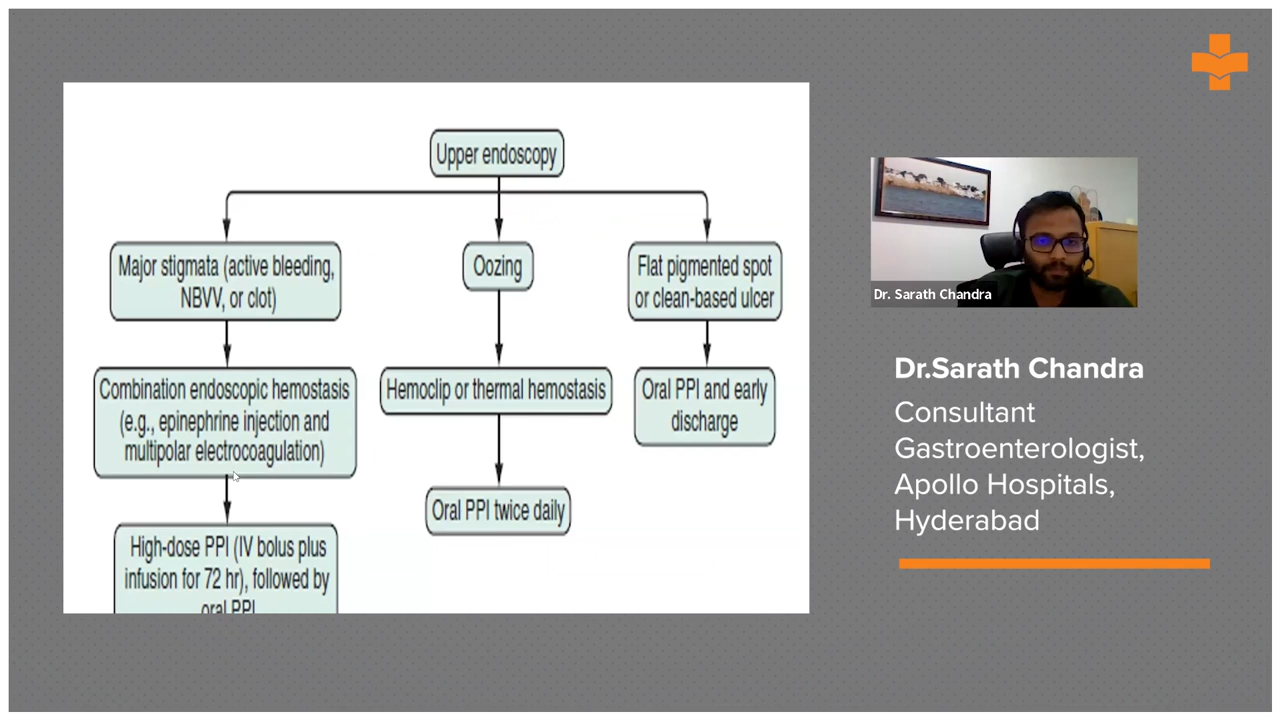 Upper endoscopy
Major stigmata (active bleeding,
NBVV, or clot)
Oozing
Flat pigmented spot
or clean-based ulcer
Combination endoscopic hemostasis
(e.g., epinephrine injection and
multipolar electrocoagulation)
Hemoclip or thermal hemostasis
Oral PPI and early
discharge
Oral PPI twice daily
High-dose PPI (IV bolus plus
infusion for 72 hr), followed by
oral PPI
Dr. Sarath Chandra
Dr.Sarath Chandra
Consultant
Gastroenterologist,
Apollo Hospitals,
Hyderabad